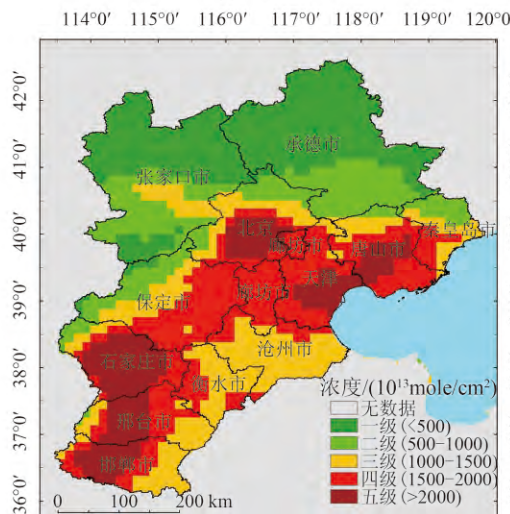 114°0′ 115°0′ 116°0′ 117°0′ 118°0′ 119°0′ 120°0′
42°0′
41°0′
40°0′
39°0′
38°0′
37°0′
36°0′
承德市
张家口市
北京
廊坊市
唐山市
秦皇岛市
廊坊市
天津
保定市
沧州市
石家庄市
衡水市
邢台市
邯郸市
浓度/(10¹³mole/cm²)
无数据
一级(<500)
二级(500-1000)
三级(1000-1500)
四级(1500-2000)
五级(>2000)
0 100 200 km